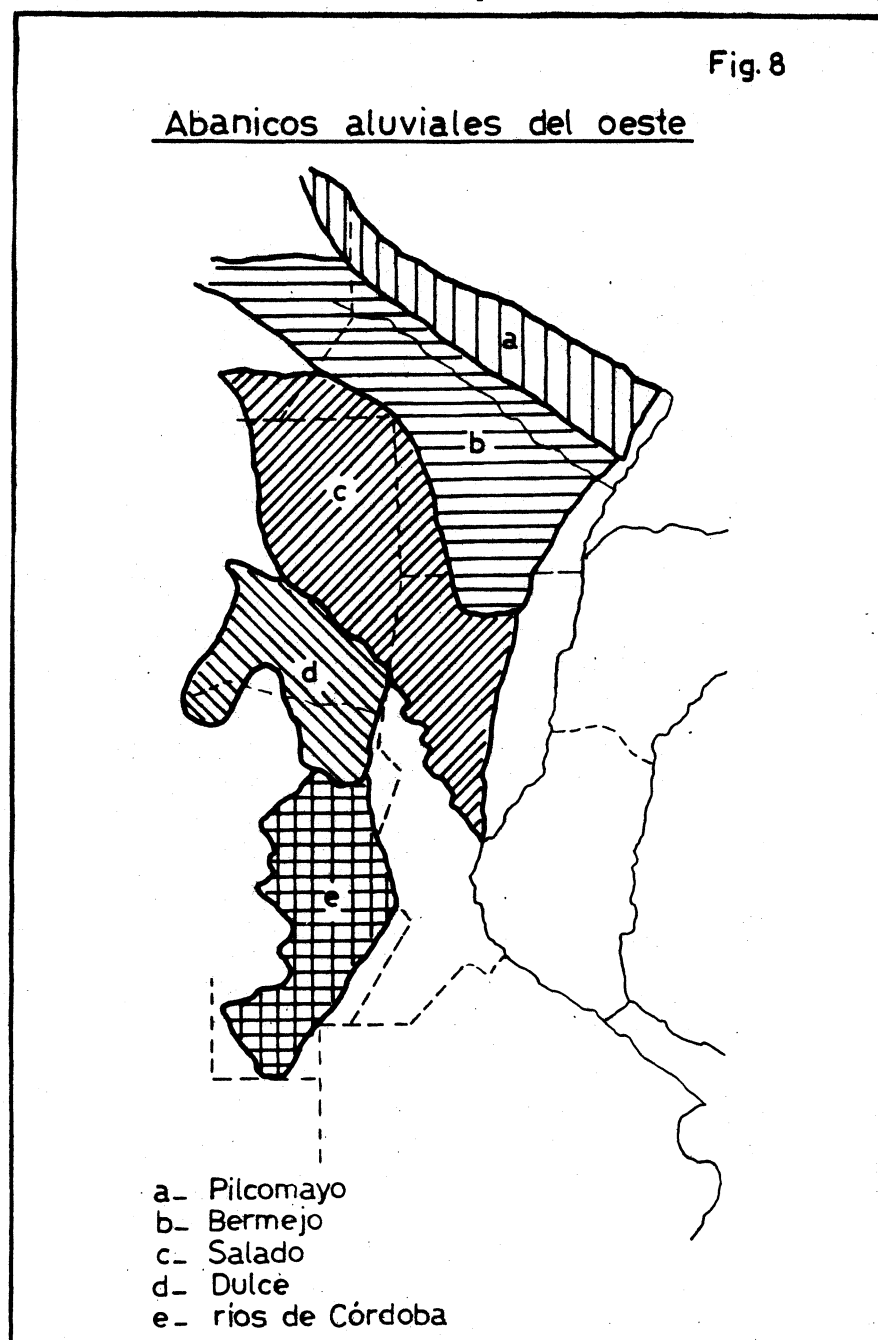 Fig. 8
Abanicos aluviales del oeste
a
b
c
d
e
a_ Pilcomayo
b_ Bermejo
c_ Salado
d_ Dulce
e_ ríos de Córdoba